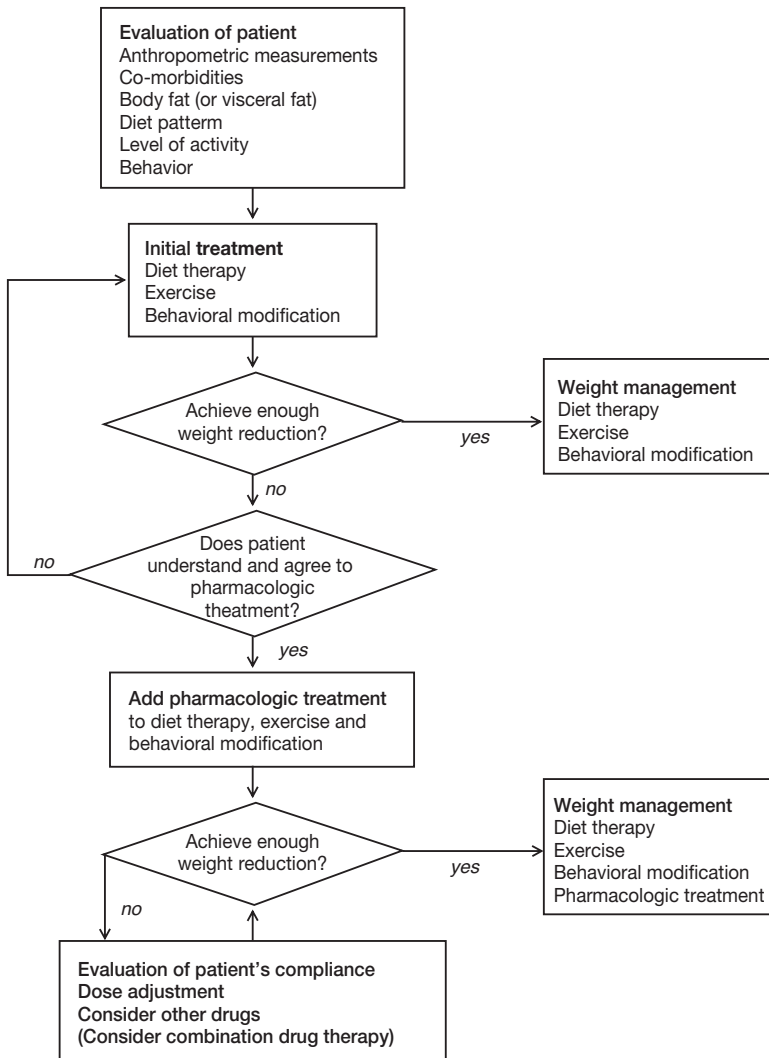 Evaluation of patient
Anthropometric measurements
Co-morbidities
Body fat (or visceral fat)
Diet patterm
Level of activity
Behavior
Initial treatment
Diet therapy
Exercise
Behavioral modification
Achieve enough
weight reduction?
yes
Weight management
Diet therapy
Exercise
Behavioral modification
no
Does patient
understand and agree to
pharmacologic
theatment?
no
yes
Add pharmacologic treatment
to diet therapy, exercise and
behavioral modification
Achieve enough
weight reduction?
yes
Weight management
Diet therapy
Exercise
Behavioral modification
Pharmacologic treatment
no
Evaluation of patient's compliance
Dose adjustment
Consider other drugs
(Consider combination drug therapy)